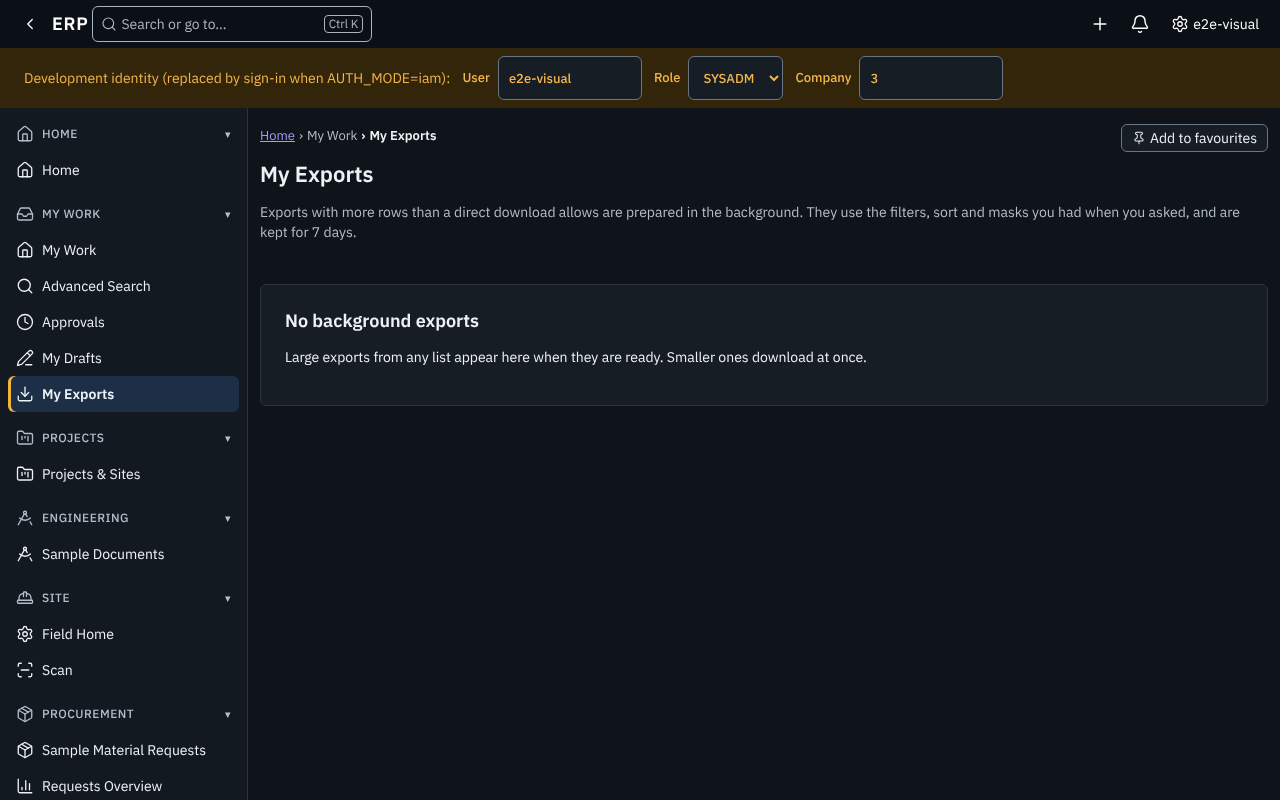 ERP
Search or go to...
Ctrl K
e2e-visual
Development identity (replaced by sign-in when AUTH_MODE=iam):
User
e2e-visual
Role
SYSADM
Company
3
HOME
Home
MY WORK
My Work
Advanced Search
Approvals
My Drafts
My Exports
PROJECTS
Projects & Sites
ENGINEERING
Sample Documents
SITE
Field Home
Scan
PROCUREMENT
Sample Material Requests
Requests Overview
Home › My Work › My Exports
Add to favourites
My Exports
Exports with more rows than a direct download allows are prepared in the background. They use the filters, sort and masks you had when you asked, and are
kept for 7 days.
No background exports
Large exports from any list appear here when they are ready. Smaller ones download at once.